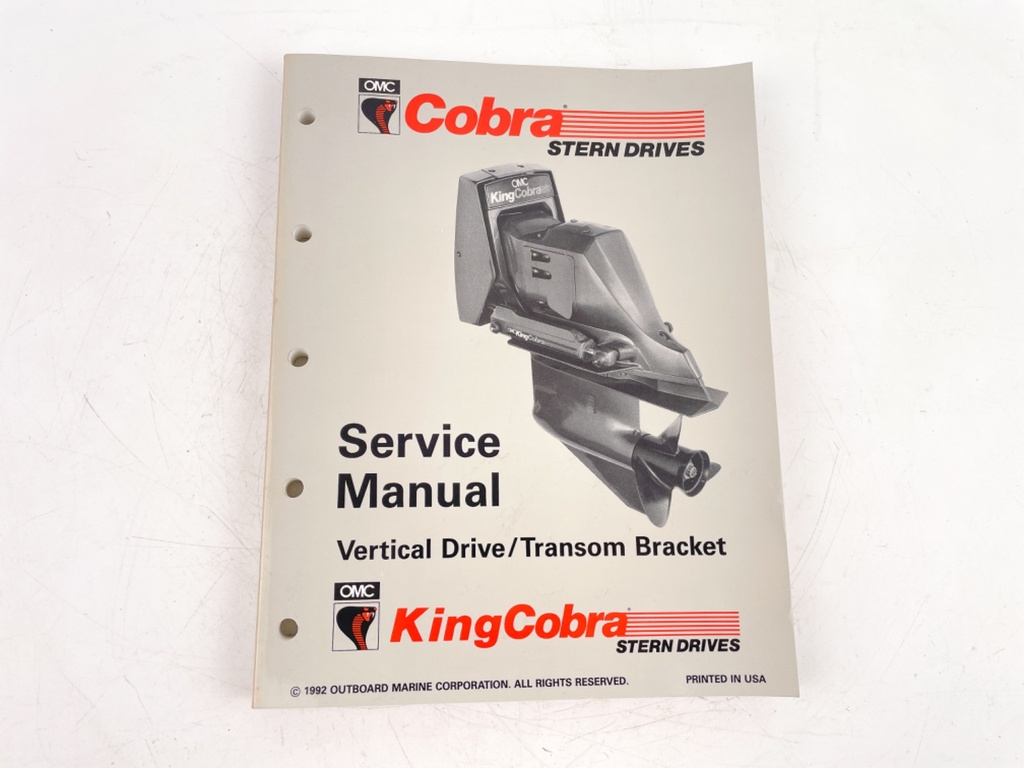 OMC
Cobra®
STERN DRIVES
OMC
KingCobra
OMC KingCobra
Service
Manual
Vertical Drive/Transom Bracket
OMC
KingCobra®
STERN DRIVES
© 1992 OUTBOARD MARINE CORPORATION. ALL RIGHTS RESERVED.
PRINTED IN USA